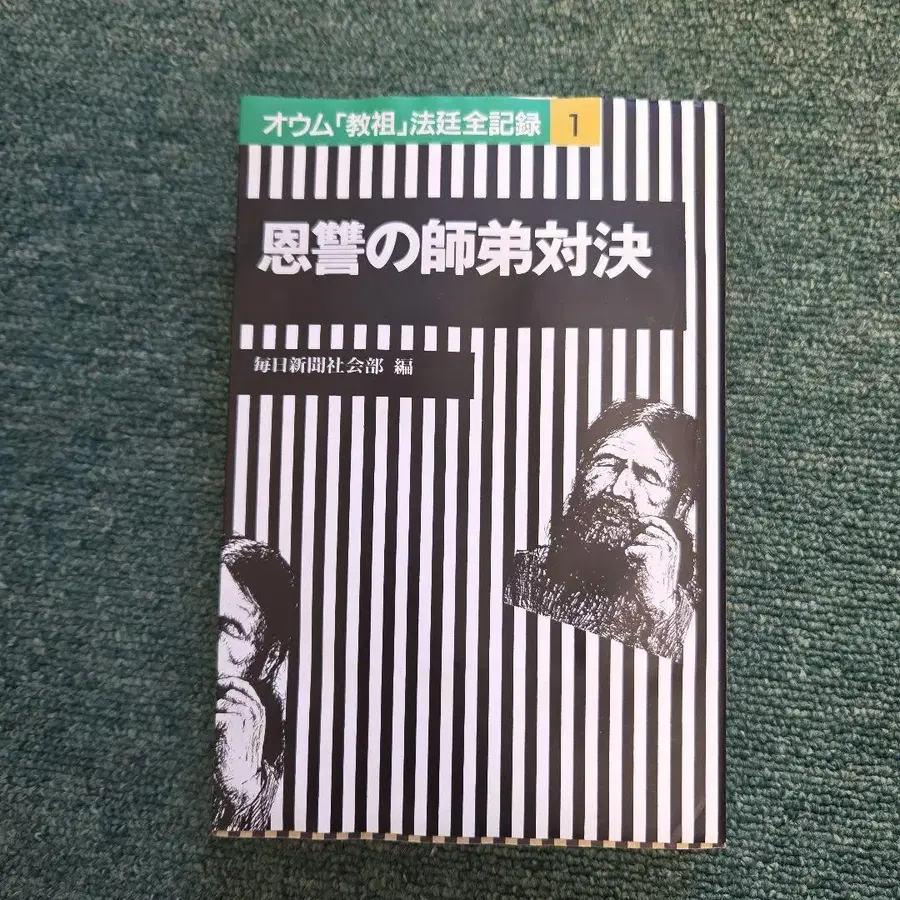 オウム「教祖」法廷全記録 1
恩讐の師弟対決
毎日新聞社会部 編